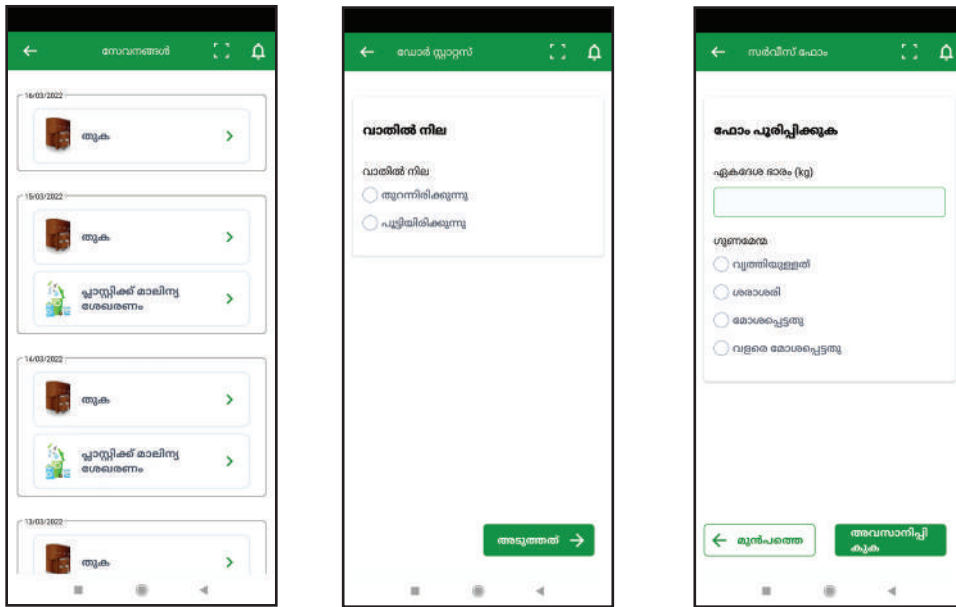 സേവനങ്ങൾ
16/03/2022
തുക
15/03/2022
തുക
പ്ലാസ്റ്റിക്ക് മാലിന്യ
ശേഖരണം
14/03/2022
തുക
പ്ലാസ്റ്റിക്ക് മാലിന്യ
ശേഖരണം
13/03/2022
തുക
ഡോർ സ്റ്റാറ്റസ്
വാതിൽ നില
വാതിൽ നില
തുറന്നിരിക്കുന്നു
പൂട്ടിയിരിക്കുന്നു
അടുത്തത്
സർവീസ് ഫോം
ഫോം പൂരിപ്പിക്കുക
ഏകദേശ ഭാരം (kg)
ഗുണമേന്മ
വൃത്തിയുള്ളത്
ശരാശരി
മോശപ്പെട്ടതു
വളരെ മോശപ്പെട്ടതു
മുൻപത്തെ
അവസാനിപ്പി
കുക